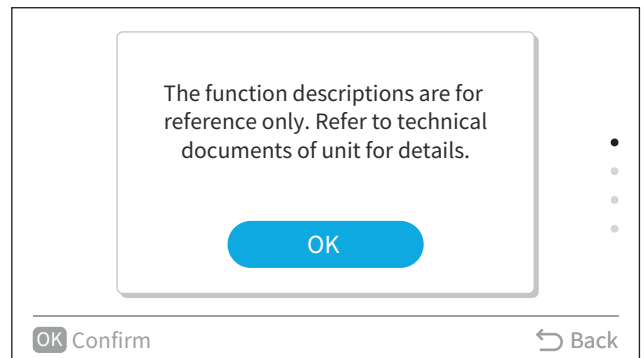 The function descriptions are for
reference only. Refer to technical
documents of unit for details.
OK
OK Confirm
Back